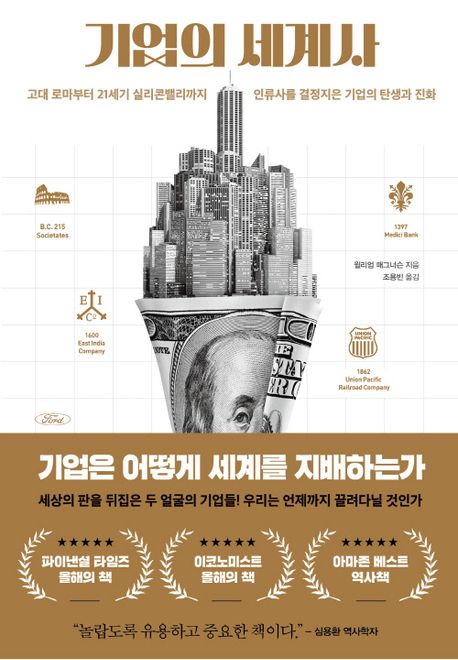 기업의 세계사
고대 로마부터 21세기 실리콘밸리까지 인류사를 결정지은 기업의 탄생과 진화
B.C. 215
Societates
1397
Medici Bank
윌리엄 매그너슨 지음
조용빈 옮김
E I
C
1600
East India
Company
UNION
PACIFIC
1862
Union Pacific
Railroad Company
Ford
기업은 어떻게 세계를 지배하는가
세상의 판을 뒤집은 두 얼굴의 기업들! 우리는 언제까지 끌려다닐 것인가
★★★★★
파이낸셜 타임즈
올해의 책
★★★★★
이코노미스트
올해의 책
★★★★★
아마존 베스트
역사책
“놀랍도록 유용하고 중요한 책이다.” – 심용환 역사학자